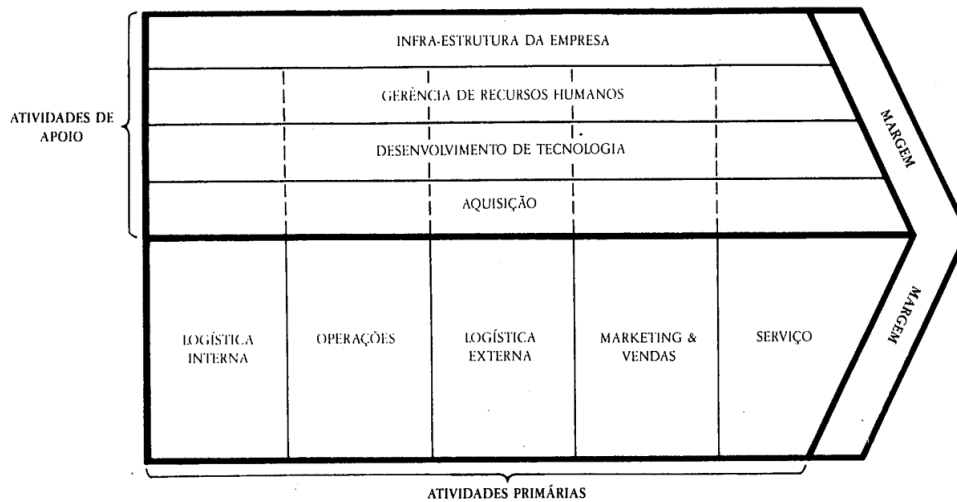 INFRA-ESTRUTURA DA EMPRESA
GERÊNCIA DE RECURSOS HUMANOS
ATIVIDADES DE
APOIO
DESENVOLVIMENTO DE TECNOLOGIA
AQUISIÇÃO
MARGEM
LOGÍSTICA
INTERNA
OPERAÇÕES
LOGÍSTICA
EXTERNA
MARKETING &
VENDAS
SERVIÇO
MARGEM
ATIVIDADES PRIMÁRIAS